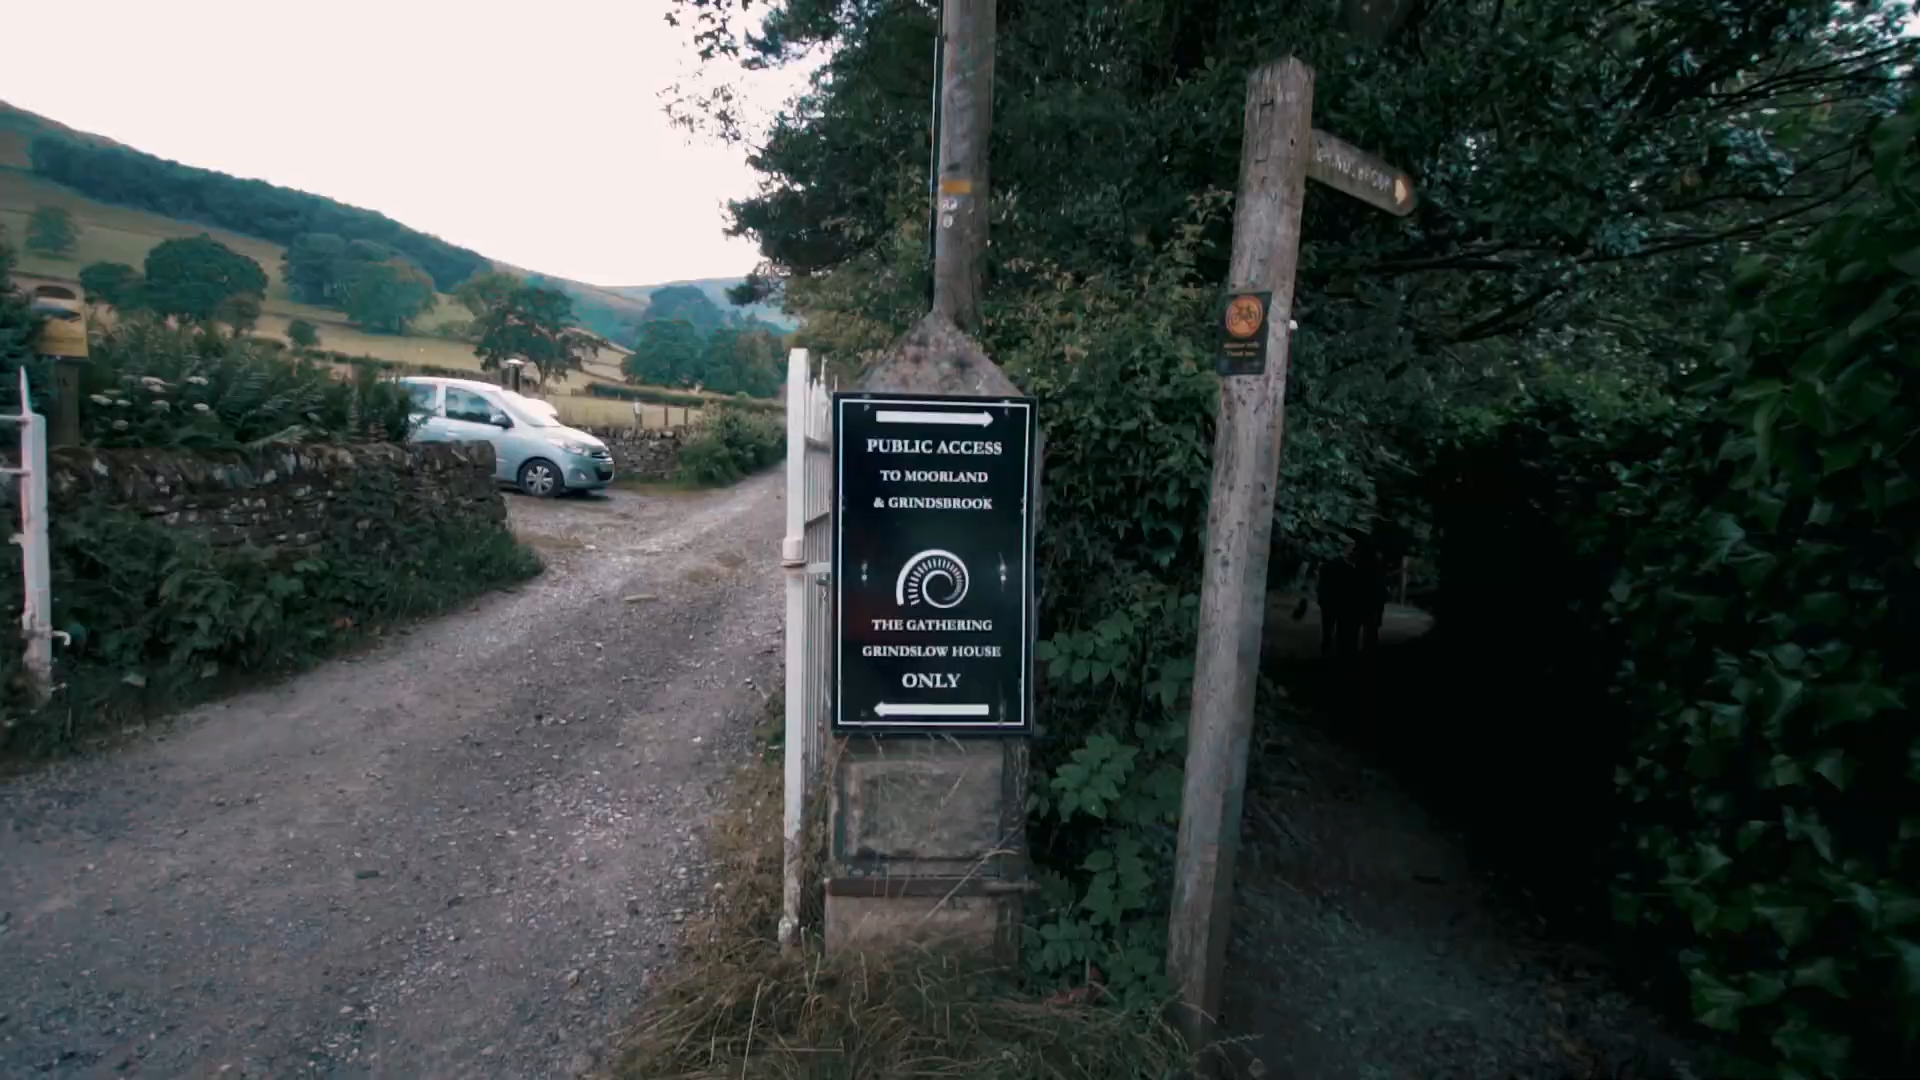 PUBLIC ACCESS
TO MOORLAND
& GRINDSBROOK
THE GATHERING
GRINDSLOW HOUSE
ONLY